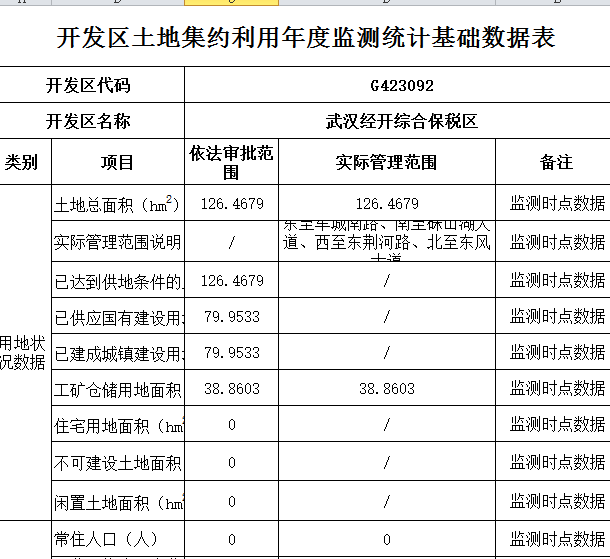 开发区土地集约利用年度监测统计基础数据表
开发区代码 G423092
开发区名称 武汉经开综合保税区
类别 项目 依法审批范围 实际管理范围 备注
用地状况数据
土地总面积（hm²） 126.4679 126.4679 监测时点数据
实际管理范围说明 / 东至车城南路、南至硃山湖大道、西至东荆河路、北至东风大道 监测时点数据
已达到供地条件的 126.4679 / 监测时点数据
已供应国有建设用 79.9533 / 监测时点数据
已建成城镇建设用 79.9533 / 监测时点数据
工矿仓储用地面积 38.8603 38.8603 监测时点数据
住宅用地面积（hm² 0 / 监测时点数据
不可建设土地面积 0 / 监测时点数据
闲置土地面积（hm² 0 / 监测时点数据
常住人口（人） 0 0 监测时点数据